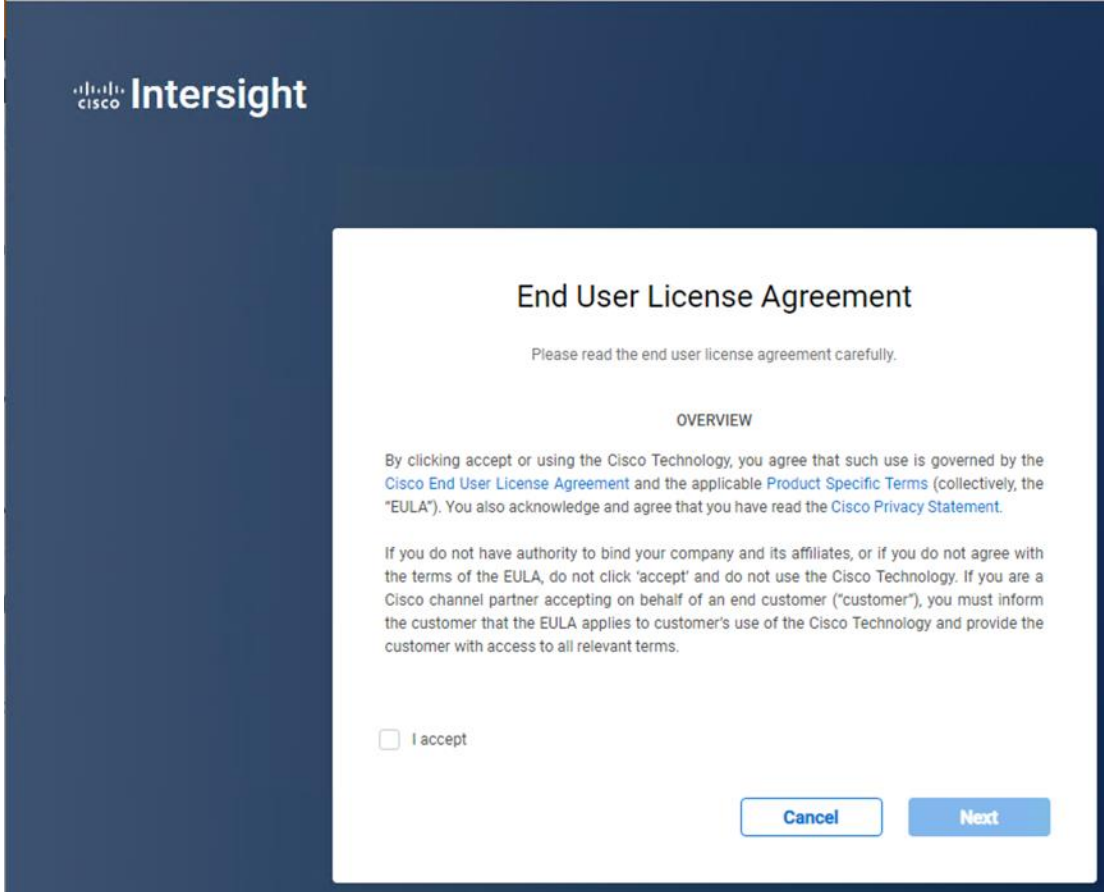 cisco Intersight
End User License Agreement
Please read the end user license agreement carefully.
OVERVIEW
By clicking accept or using the Cisco Technology, you agree that such use is governed by the
Cisco End User License Agreement and the applicable Product Specific Terms (collectively, the
“EULA”). You also acknowledge and agree that you have read the Cisco Privacy Statement.
If you do not have authority to bind your company and its affiliates, or if you do not agree with
the terms of the EULA, do not click ‘accept’ and do not use the Cisco Technology. If you are a
Cisco channel partner accepting on behalf of an end customer (“customer”), you must inform
the customer that the EULA applies to customer’s use of the Cisco Technology and provide the
customer with access to all relevant terms.
I accept
Cancel Next